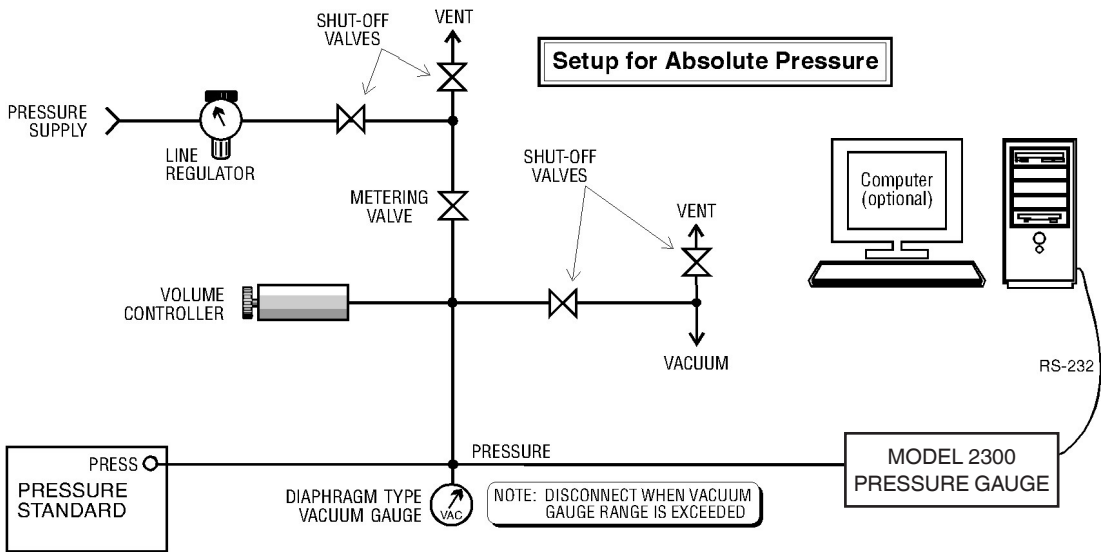 SHUT-OFF
VALVES
VENT
Setup for Absolute Pressure
PRESSURE
SUPPLY
LINE
REGULATOR
METERING
VALVE
SHUT-OFF
VALVES
VENT
Computer
(optional)
VOLUME
CONTROLLER
VACUUM
RS-232
PRESS
PRESSURE
STANDARD
PRESSURE
DIAPHRAGM TYPE
VACUUM GAUGE
VAC
NOTE: DISCONNECT WHEN VACUUM
GAUGE RANGE IS EXCEEDED
MODEL 2300
PRESSURE GAUGE